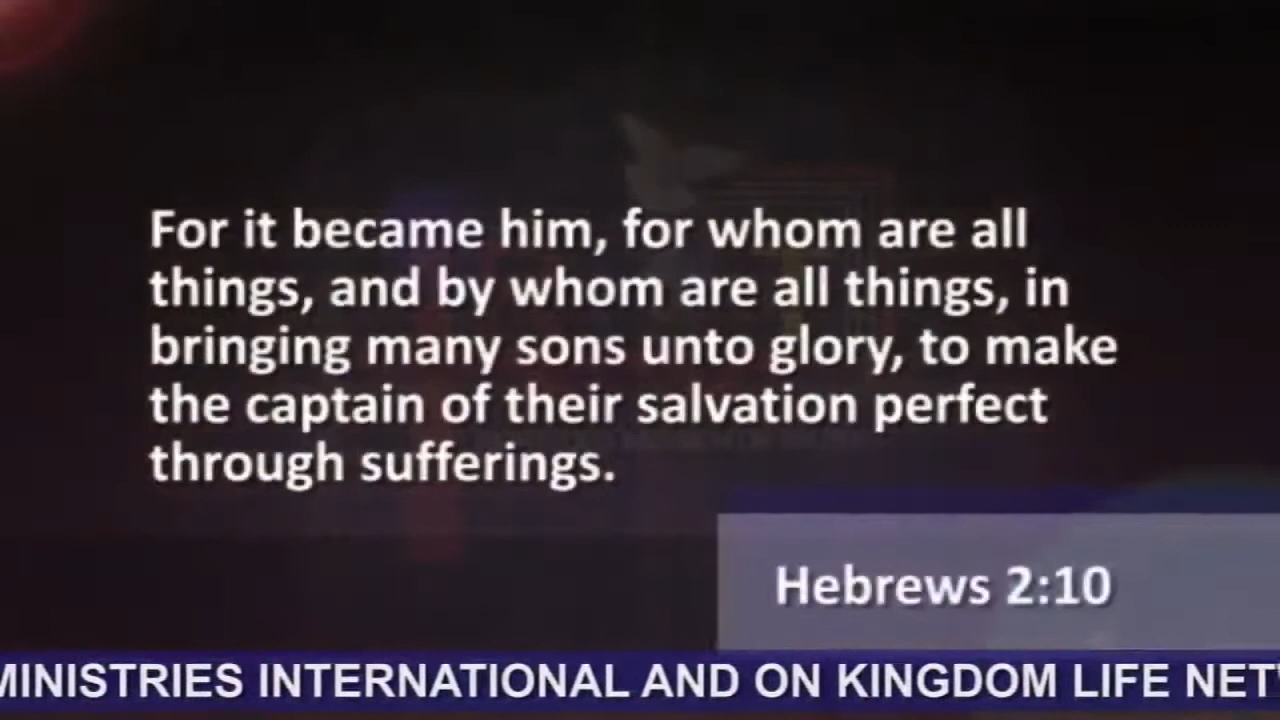 For it became him, for whom are all
things, and by whom are all things, in
bringing many sons unto glory, to make
the captain of their salvation perfect
through sufferings.
Hebrews 2:10
MINISTRIES INTERNATIONAL AND ON KINGDOM LIFE